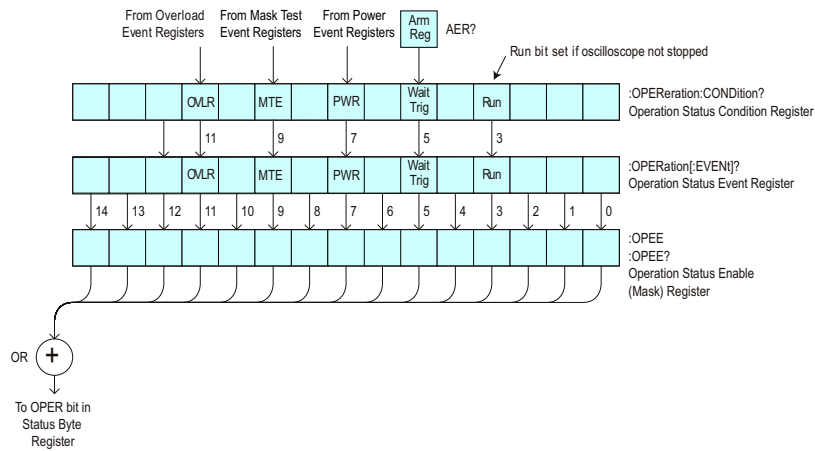 From Overload
Event Registers
From Mask Test
Event Registers
From Power
Event Registers
Arm
Reg
AER?
Run bit set if oscilloscope not stopped
OVLR
MTE
PWR
Wait
Trig
Run
:OPEReration:CONDition?
Operation Status Condition Register
11
9
7
5
3
OVLR
MTE
PWR
Wait
Trig
Run
:OPERation[:EVENt]?
Operation Status Event Register
14
13
12
11
10
9
8
7
6
5
4
3
2
1
0
:OPEE
:OPEE?
Operation Status Enable
(Mask) Register
OR
+
To OPER bit in
Status Byte
Register